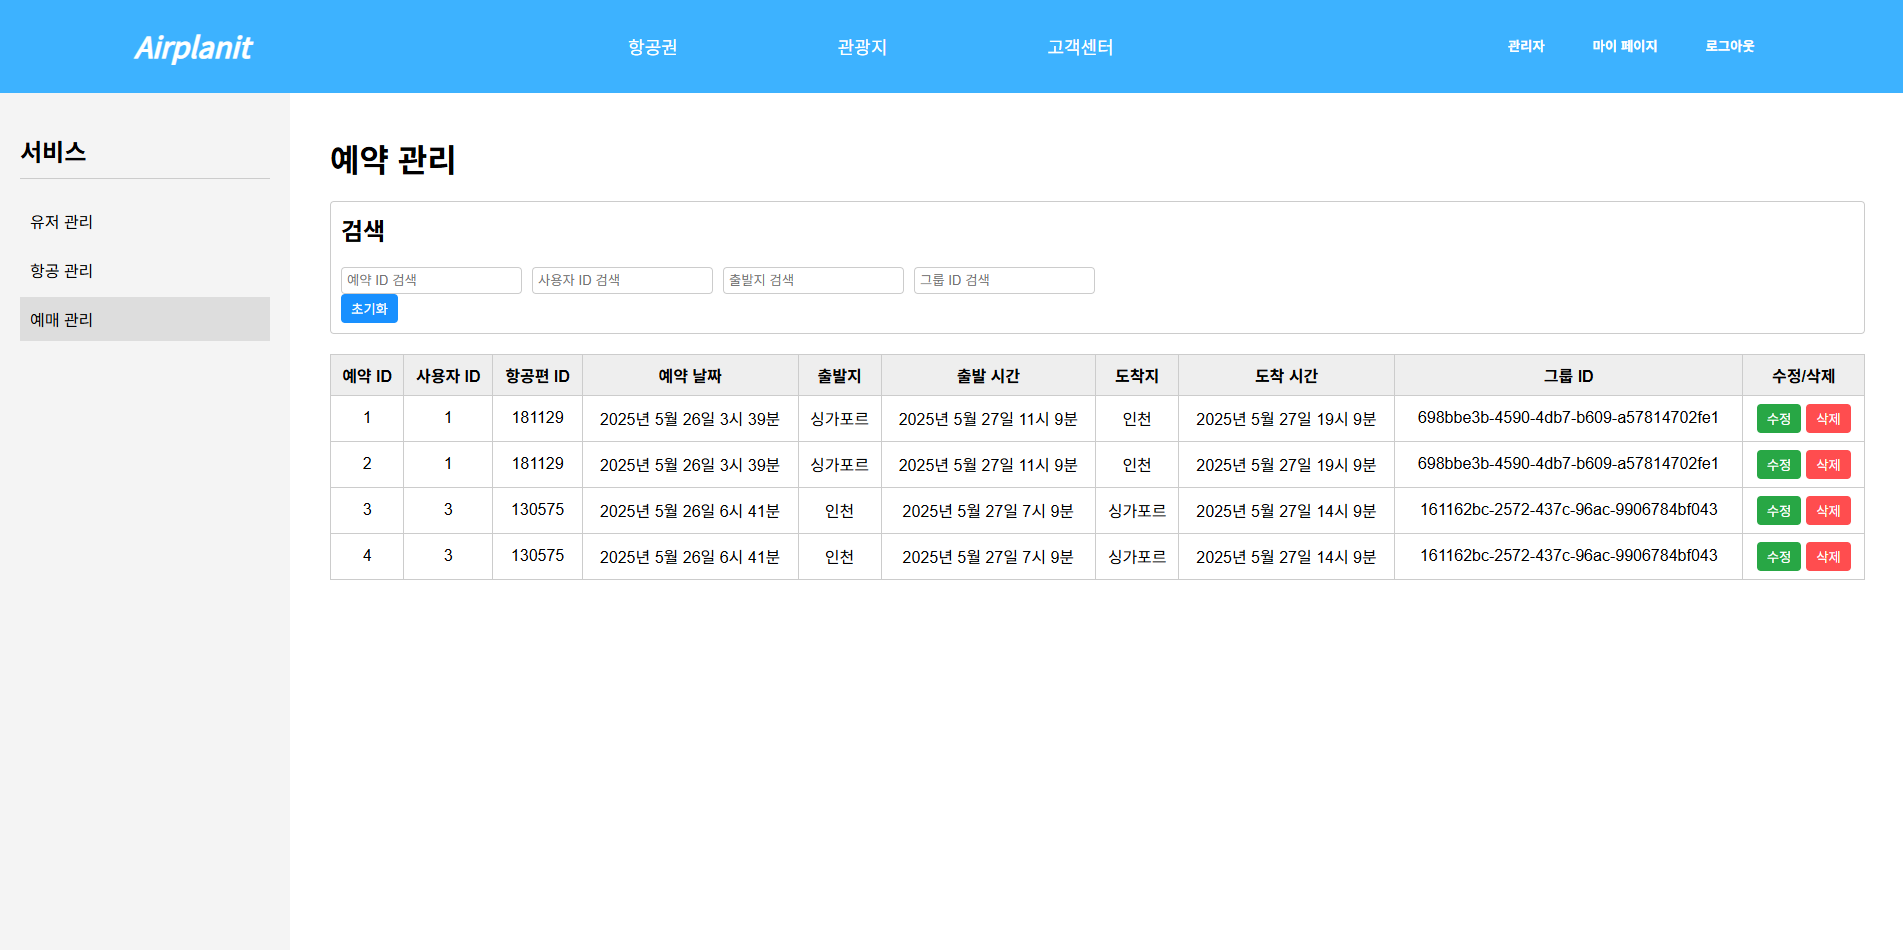 Airplanit 항공권 관광지 고객센터 관리자 마이 페이지 로그아웃
서비스
유저 관리
항공 관리
예매 관리
예약 관리
검색
예약 ID 검색 사용자 ID 검색 출발지 검색 그룹 ID 검색
초기화
예약 ID 사용자 ID 항공편 ID 예약 날짜 출발지 출발 시간 도착지 도착 시간 그룹 ID 수정/삭제
1 1 181129 2025년 5월 26일 3시 39분 싱가포르 2025년 5월 27일 11시 9분 인천 2025년 5월 27일 19시 9분 698bbe3b-4590-4db7-b609-a57814702fe1 수정 삭제
2 1 181129 2025년 5월 26일 3시 39분 싱가포르 2025년 5월 27일 11시 9분 인천 2025년 5월 27일 19시 9분 698bbe3b-4590-4db7-b609-a57814702fe1 수정 삭제
3 3 130575 2025년 5월 26일 6시 41분 인천 2025년 5월 27일 7시 9분 싱가포르 2025년 5월 27일 14시 9분 161162bc-2572-437c-96ac-9906784bf043 수정 삭제
4 3 130575 2025년 5월 26일 6시 41분 인천 2025년 5월 27일 7시 9분 싱가포르 2025년 5월 27일 14시 9분 161162bc-2572-437c-96ac-9906784bf043 수정 삭제